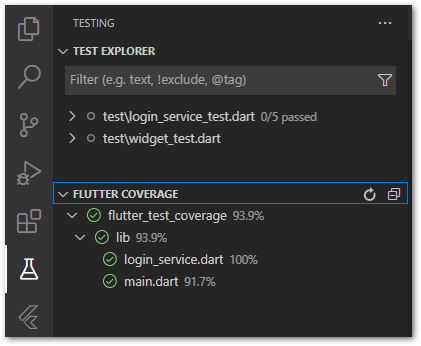 TESTING
TEST EXPLORER
Filter (e.g. text, !exclude, @tag)
test\login_service_test.dart 0/5 passed
test\widget_test.dart
FLUTTER COVERAGE
flutter_test_coverage 93.9%
lib 93.9%
login_service.dart 100%
main.dart 91.7%